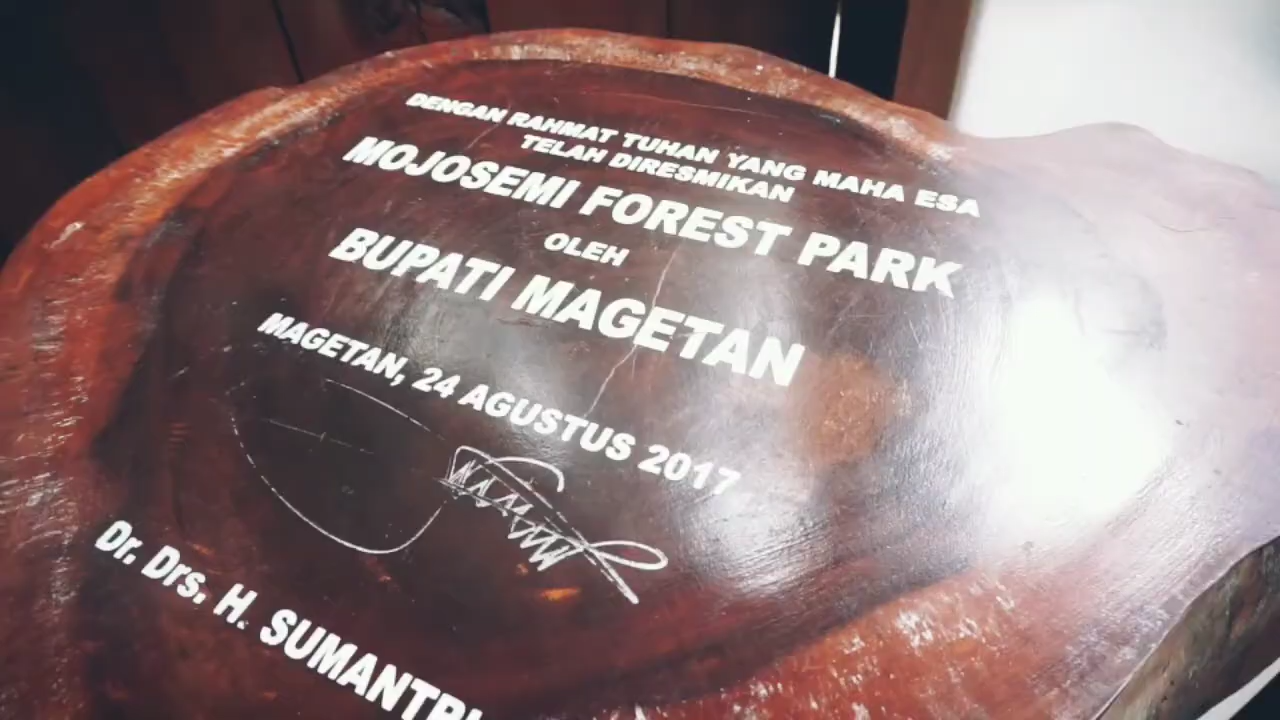 DENGAN RAHMAT TUHAN YANG MAHA ESA
TELAH DIRESMIKAN
MOJOSEMI FOREST PARK
OLEH
BUPATI MAGETAN
MAGETAN, 24 AGUSTUS 2017
Dr. Drs. H. SUMANTRI